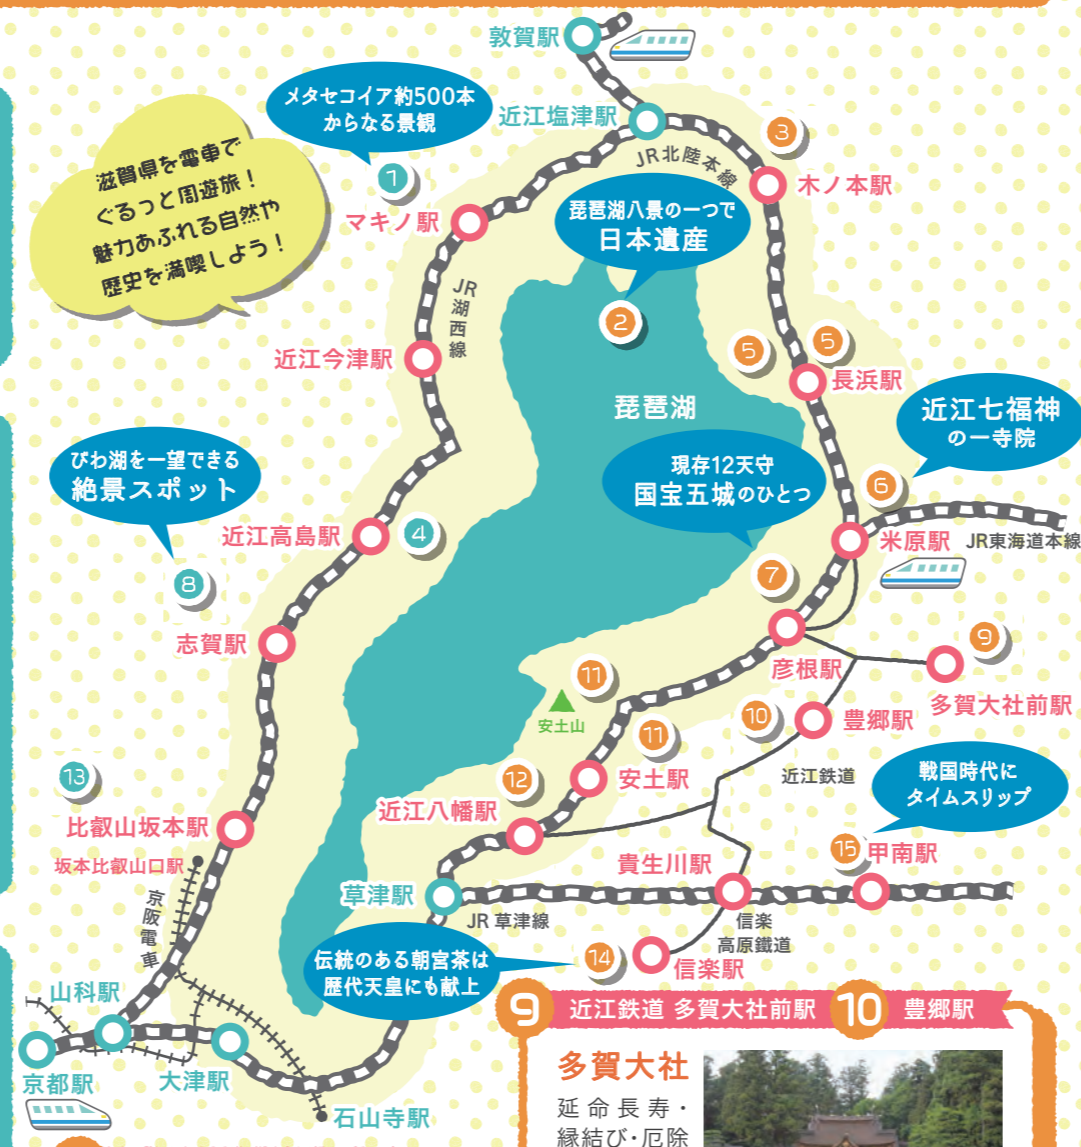 敦賀駅
メタセコイア約500本
からなる景観
近江塩津駅
滋賀県を電車で
ぐるっと周遊旅！
魅力あふれる自然や
歴史を満喫しよう！
3
JR北陸本線
1
木ノ本駅
マキノ駅
琵琶湖八景の一つで
日本遺産
JR湖西線
2
近江今津駅
5
5
長浜駅
琵琶湖
近江七福神
の一寺院
びわ湖を一望できる
絶景スポット
現存12天守
国宝五城のひとつ
6
近江高島駅
4
米原駅
JR東海道本線
8
7
志賀駅
彦根駅
9
多賀大社前駅
11
安土山
10
豊郷駅
11
13
12
安土駅
近江鉄道
戦国時代に
タイムスリップ
近江八幡駅
比叡山坂本駅
坂本比叡山口駅
貴生川駅
15
甲南駅
京阪電車
草津駅
JR 草津線
信楽
高原鐵道
伝統のある朝宮茶は
歴代天皇にも献上
14
信楽駅
山科駅
京都駅
大津駅
石山寺駅
9 近江鉄道 多賀大社前駅 10 豊郷駅
多賀大社
延命長寿・
縁結び・厄除